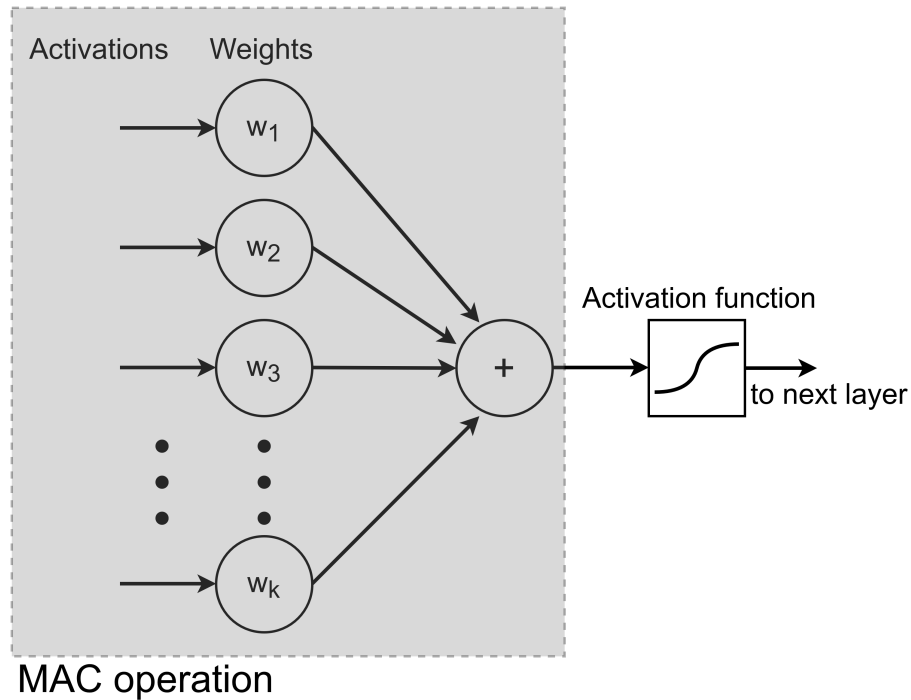 Activations Weights
w1
w2
w3
wk
+
Activation function
to next layer
MAC operation